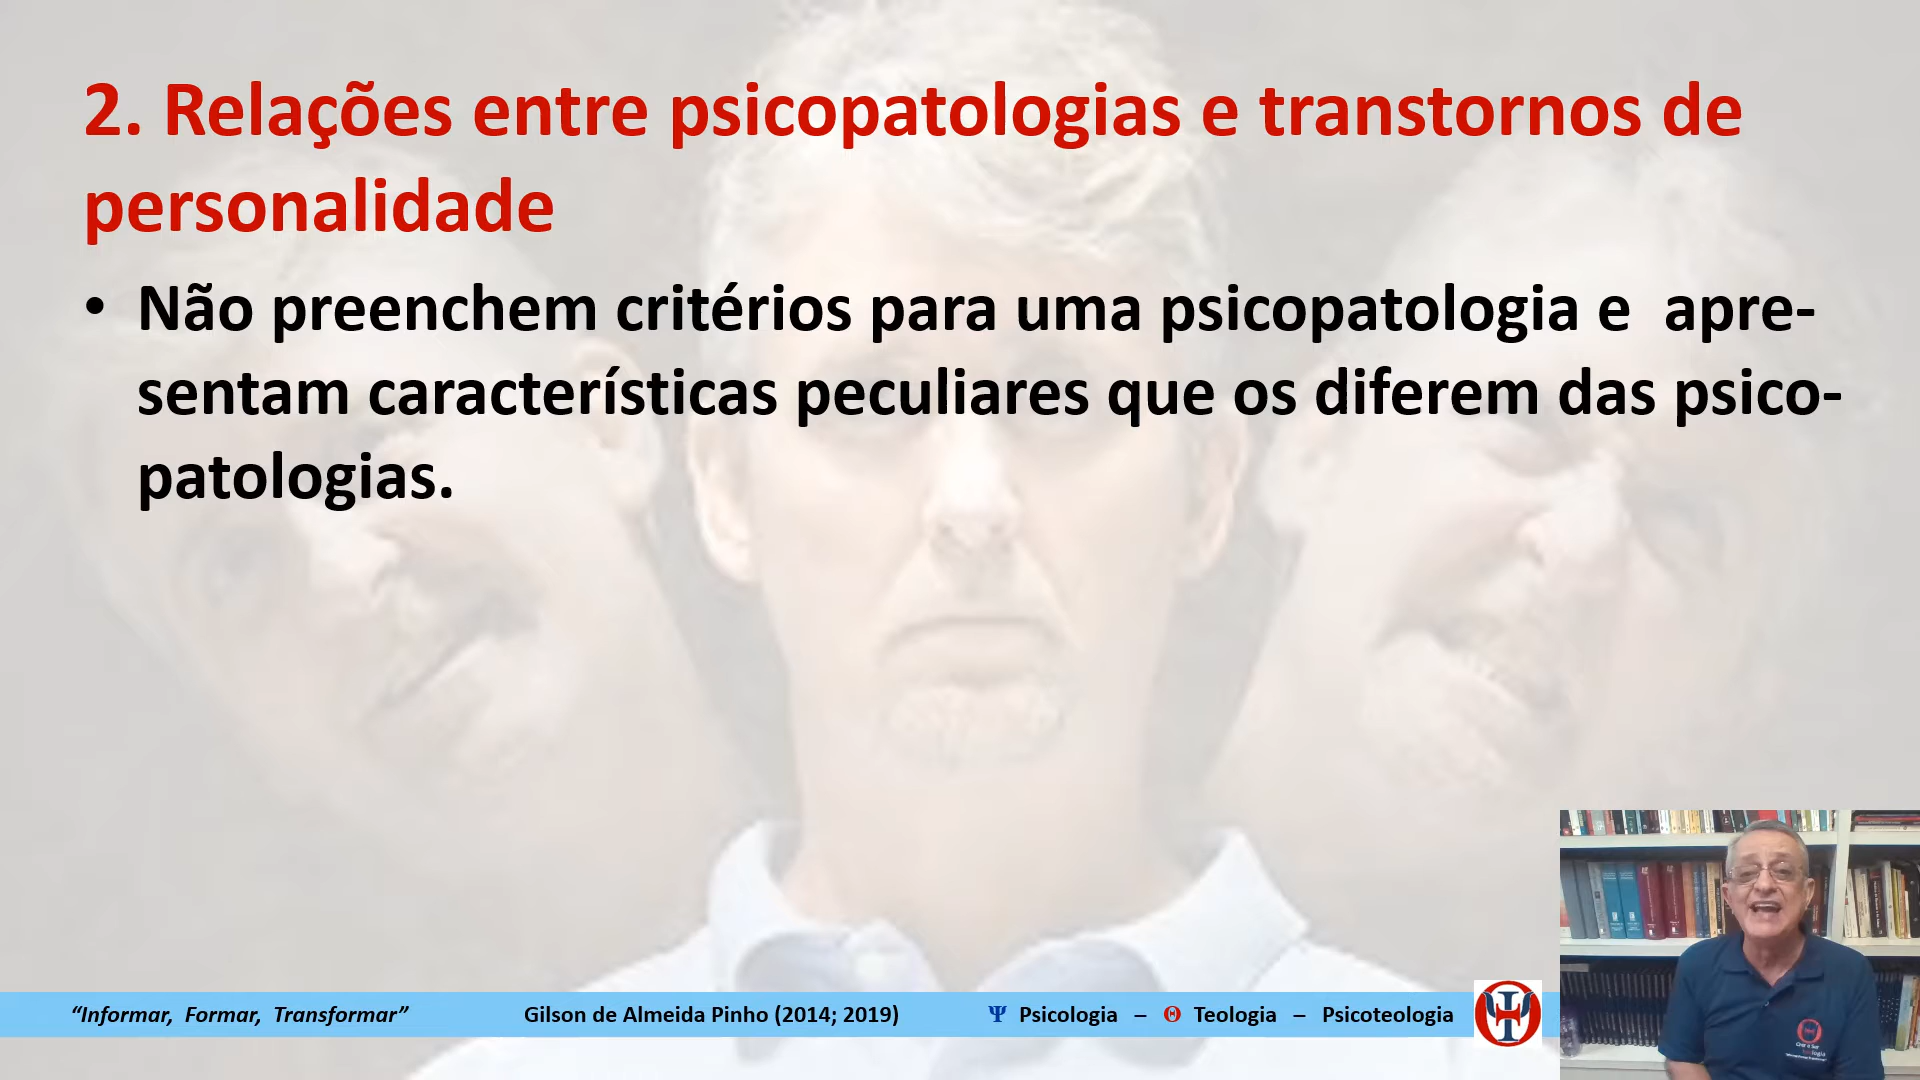 2. Relações entre psicopatologias e transtornos de
personalidade
• Não preenchem critérios para uma psicopatologia e apre-
sentam características peculiares que os diferem das psico-
patologias.
“Informar, Formar, Transformar” Gilson de Almeida Pinho (2014; 2019) Ψ Psicologia – Θ Teologia – Psicoteologia